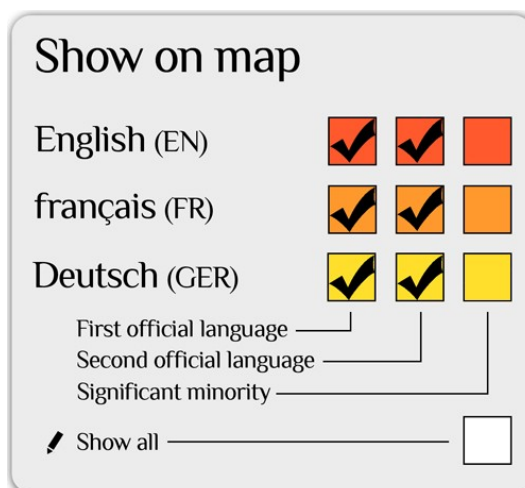 Show on map
English (EN)
français (FR)
Deutsch (GER)
First official language
Second official language
Significant minority
Show all